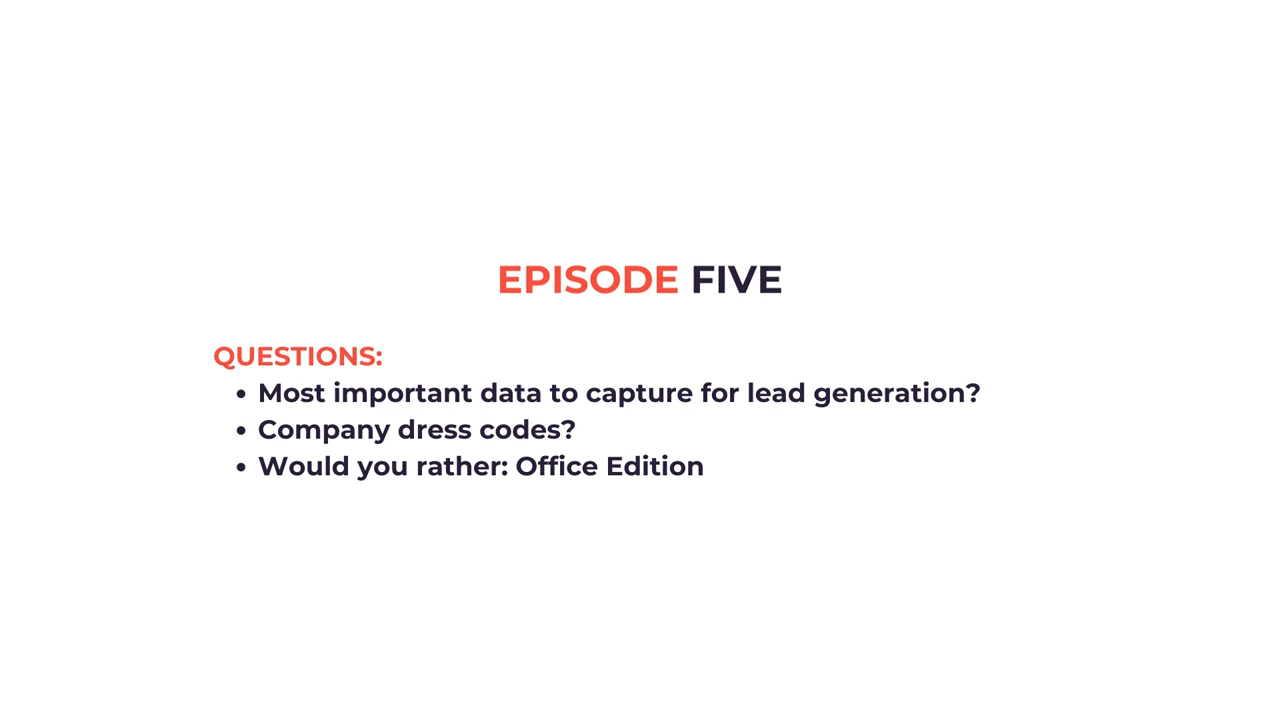 EPISODE FIVE
QUESTIONS:
• Most important data to capture for lead generation?
• Company dress codes?
• Would you rather: Office Edition